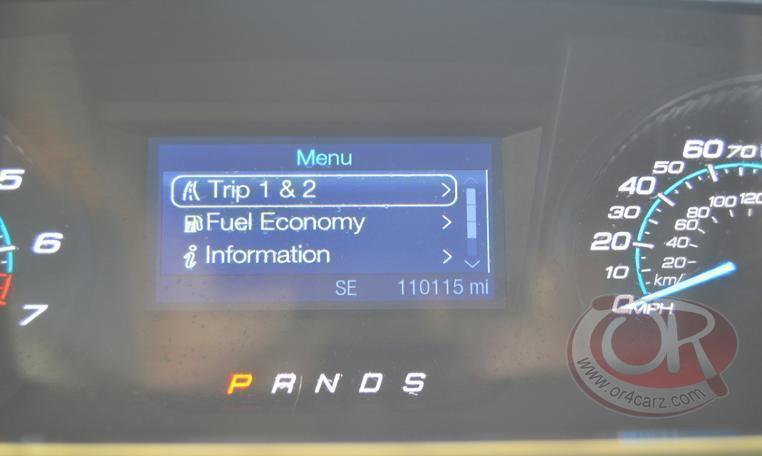 Menu
Trip 1 & 2 >
Fuel Economy >
i Information >
SE 110115 mi
P R N D S
5
6
7
0 10 20 30 40 50 60 70
MPH
20 40 60 80 100 120
km/
OR
www.or4carz.com